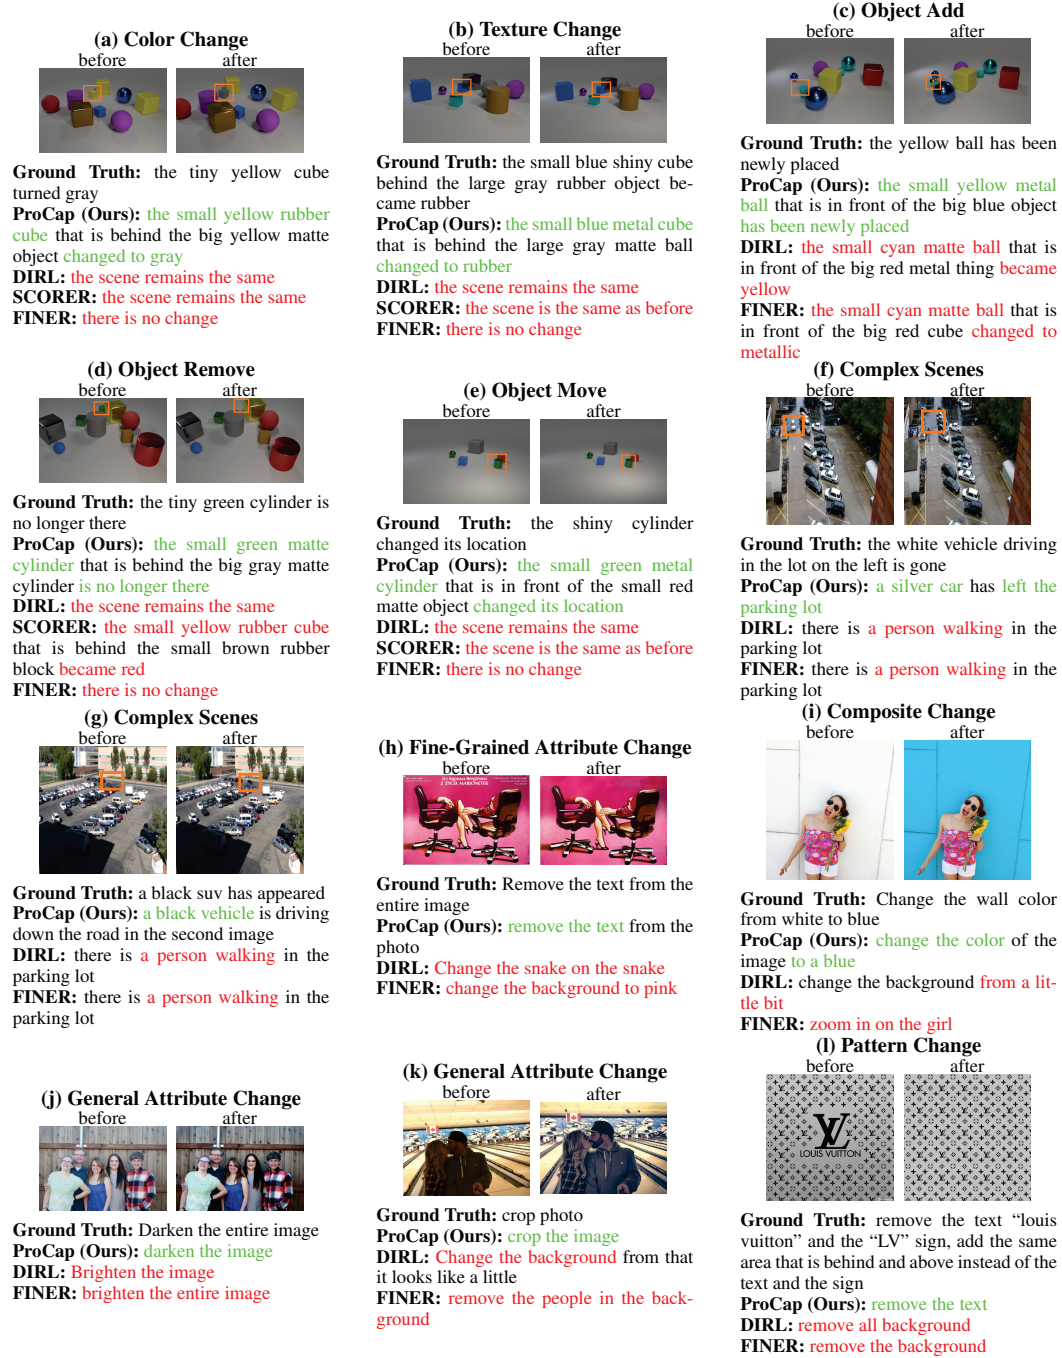 (a) Color Change
before after
Ground Truth: the tiny yellow cube
turned gray
ProCap (Ours): the small yellow rubber
cube that is behind the big yellow matte
object changed to gray
DIRL: the scene remains the same
SCORER: the scene remains the same
FINER: there is no change
(b) Texture Change
before after
Ground Truth: the small blue shiny cube
behind the large gray rubber object be-
came rubber
ProCap (Ours): the small blue metal cube
that is behind the large gray matte ball
changed to rubber
DIRL: the scene remains the same
SCORER: the scene is the same as before
FINER: there is no change
(c) Object Add
before after
Ground Truth: the yellow ball has been
newly placed
ProCap (Ours): the small yellow metal
ball that is in front of the big blue object
has been newly placed
DIRL: the small cyan matte ball that is
in front of the big red metal thing became
yellow
FINER: the small cyan matte ball that is
in front of the big red cube changed to
metallic
(d) Object Remove
before after
Ground Truth: the tiny green cylinder is
no longer there
ProCap (Ours): the small green matte
cylinder that is behind the big gray matte
cylinder is no longer there
DIRL: the scene remains the same
SCORER: the small yellow rubber cube
that is behind the small brown rubber
block became red
FINER: there is no change
(e) Object Move
before after
Ground Truth: the shiny cylinder
changed its location
ProCap (Ours): the small green metal
cylinder that is in front of the small red
matte object changed its location
DIRL: the scene remains the same
SCORER: the scene is the same as before
FINER: there is no change
(f) Complex Scenes
before after
Ground Truth: the white vehicle driving
in the lot on the left is gone
ProCap (Ours): a silver car has left the
parking lot
DIRL: there is a person walking in the
parking lot
FINER: there is a person walking in the
parking lot
(g) Complex Scenes
before after
Ground Truth: a black suv has appeared
ProCap (Ours): a black vehicle is driving
down the road in the second image
DIRL: there is a person walking in the
parking lot
FINER: there is a person walking in the
parking lot
(h) Fine-Grained Attribute Change
before after
Z ŻYCIA MARIONETEK
Ground Truth: Remove the text from the
entire image
ProCap (Ours): remove the text from the
photo
DIRL: Change the snake on the snake
FINER: change the background to pink
(i) Composite Change
before after
Ground Truth: Change the wall color
from white to blue
ProCap (Ours): change the color of the
image to a blue
DIRL: change the background from a lit-
tle bit
FINER: zoom in on the girl
(j) General Attribute Change
before after
Ground Truth: Darken the entire image
ProCap (Ours): darken the image
DIRL: Brighten the image
FINER: brighten the entire image
(k) General Attribute Change
before after
Ground Truth: crop photo
ProCap (Ours): crop the image
DIRL: Change the background from that
it looks like a little
FINER: remove the people in the back-
ground
(l) Pattern Change
before after
LV
LOUIS VUITTON
Ground Truth: remove the text “louis
vuitton” and the “LV” sign, add the same
area that is behind and above instead of the
text and the sign
ProCap (Ours): remove the text
DIRL: remove all background
FINER: remove the background